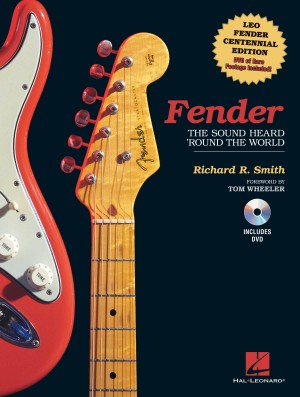 LEO
FENDER
CENTENNIAL
EDITION
DVD of Rare
Footage Included!
Fender
Fender
THE SOUND HEARD
'ROUND THE WORLD
Richard R. Smith
FOREWORD BY
TOM WHEELER
INCLUDES
DVD
HAL•LEONARD®